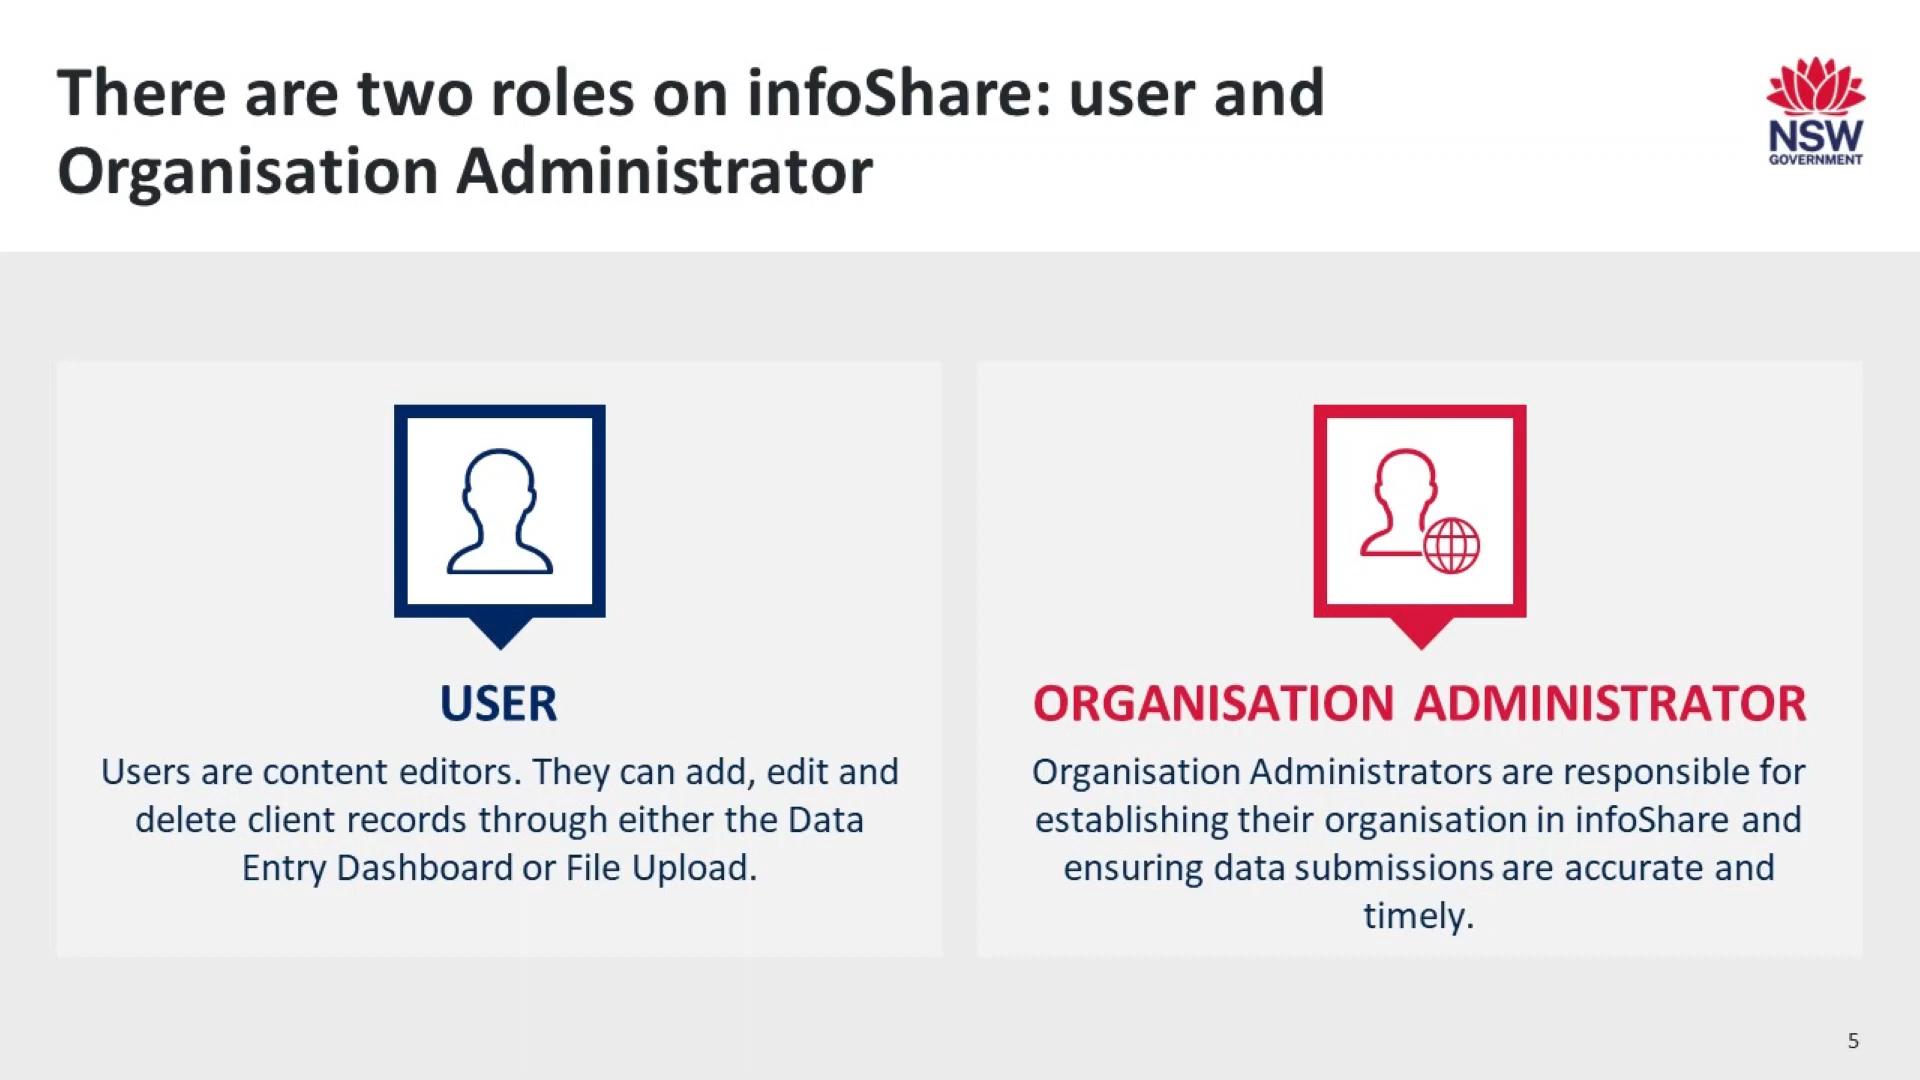 There are two roles on infoShare: user and
Organisation Administrator
NSW
GOVERNMENT
USER
Users are content editors. They can add, edit and
delete client records through either the Data
Entry Dashboard or File Upload.
ORGANISATION ADMINISTRATOR
Organisation Administrators are responsible for
establishing their organisation in infoShare and
ensuring data submissions are accurate and
timely.
5